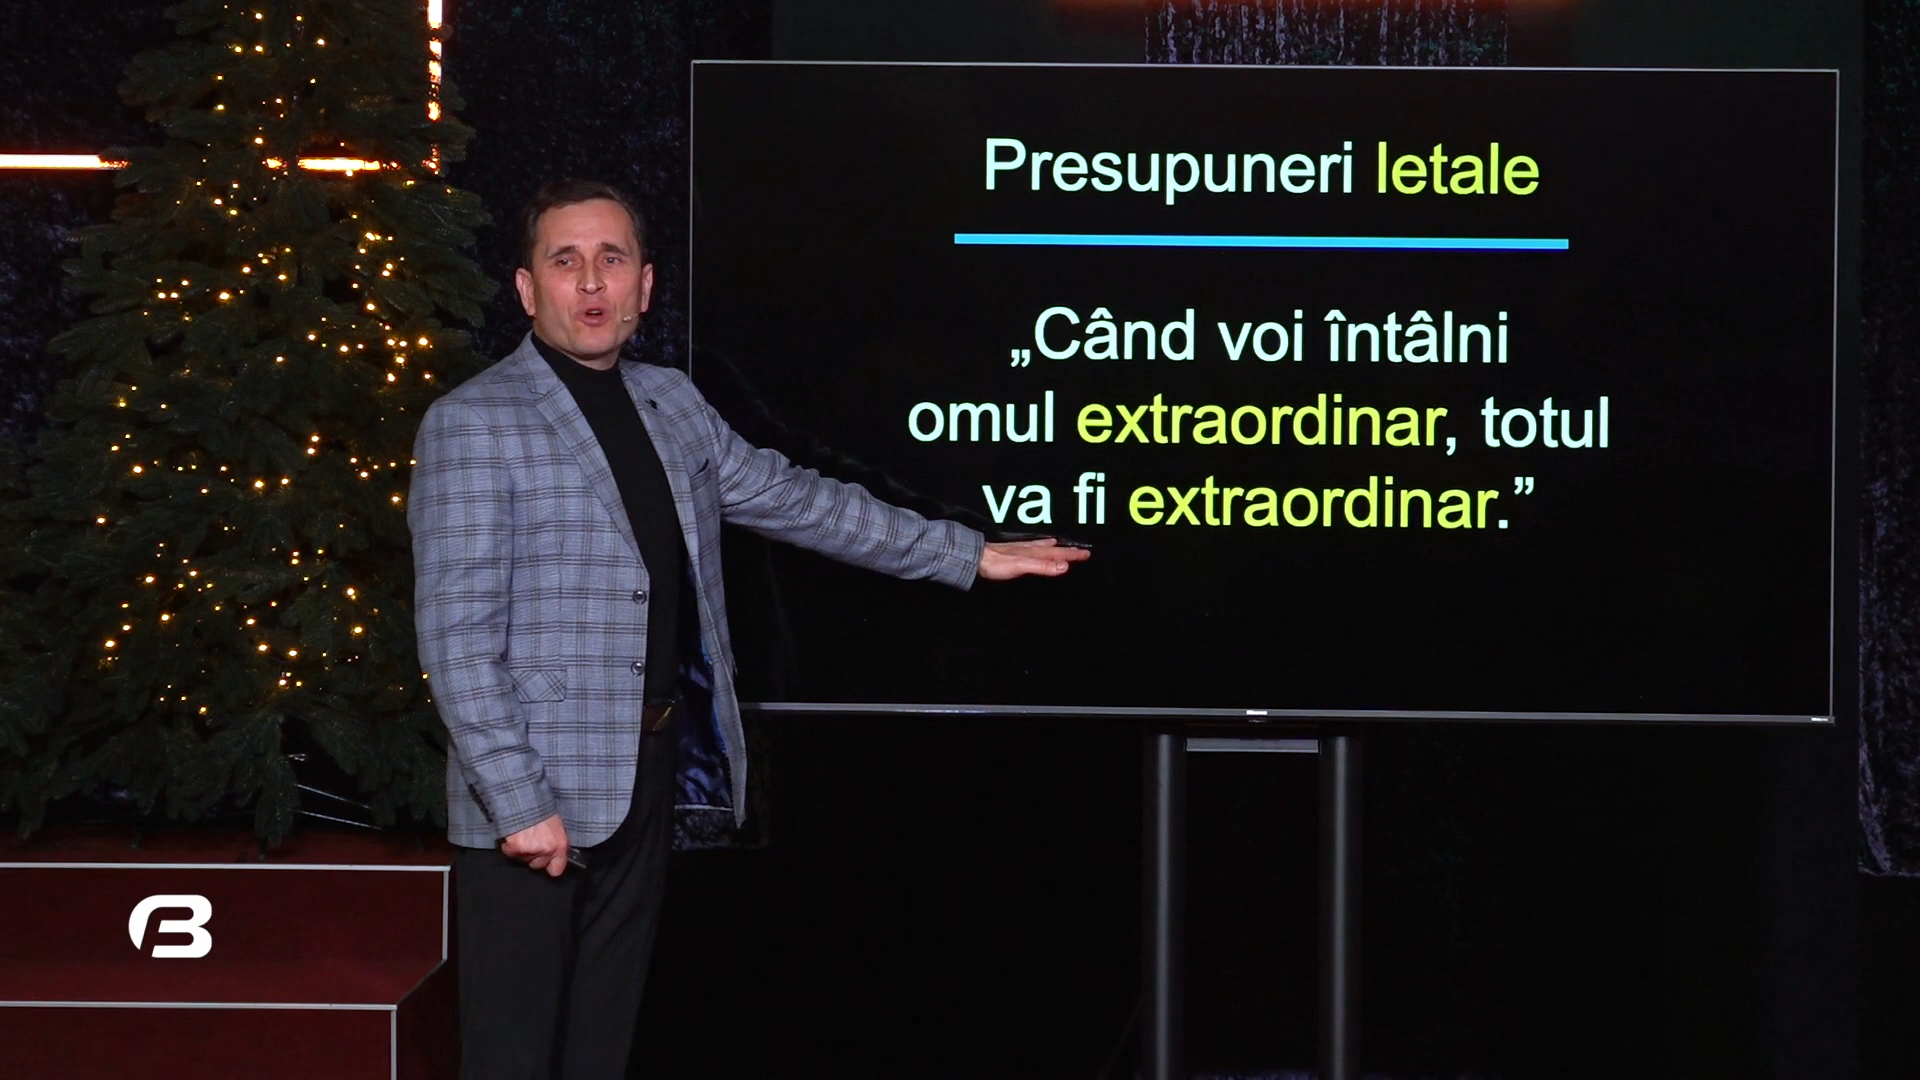 Presupuneri letale
„Când voi întâlni
omul extraordinar, totul
va fi extraordinar.”